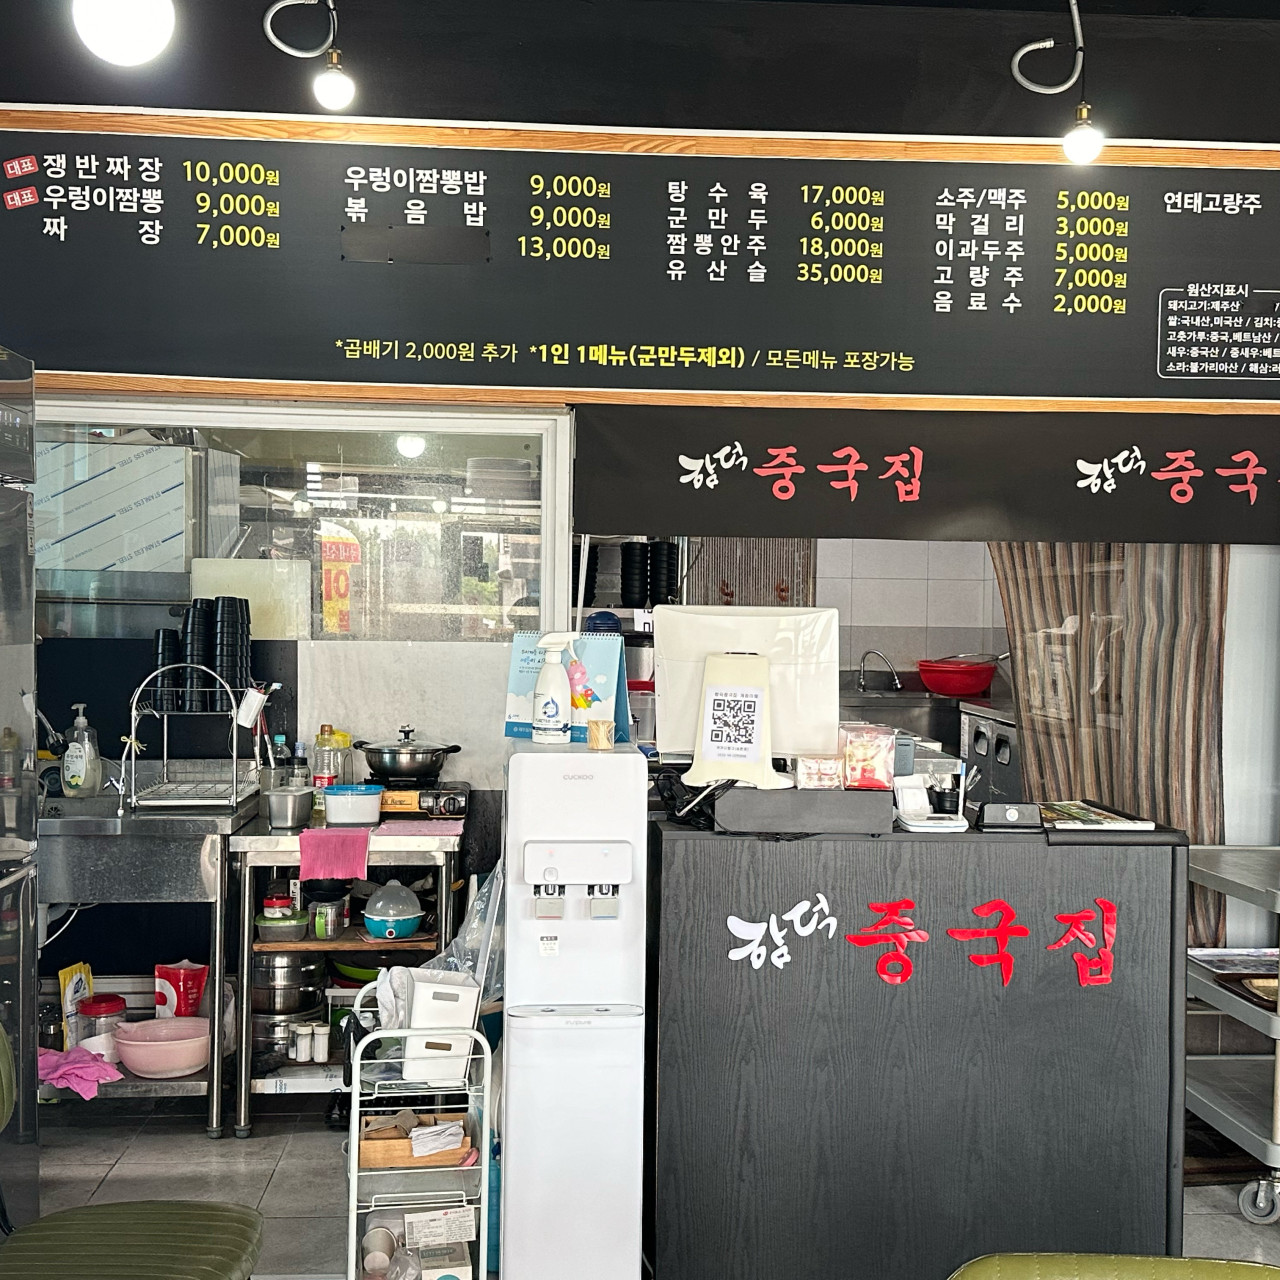 대표 쟁반짜장 10,000원
대표 우렁이짬뽕 9,000원
짜장 7,000원
우렁이짬뽕밥 9,000원
볶음밥 9,000원
13,000원
탕수육 17,000원
군만두 6,000원
짬뽕안주 18,000원
유산슬 35,000원
소주/맥주 5,000원
막걸리 3,000원
이과두주 5,000원
고량주 7,000원
음료수 2,000원
연태고량주
원산지표시
돼지고기:제주산
쌀:국내산,미국산 / 김치:
고춧가루:중국,베트남산 /
새우:중국산 / 중새우:베트
소라:불가리아산 / 해삼:러
*곱배기 2,000원 추가 *1인 1메뉴(군만두제외) / 모든메뉴 포장가능
함덕 중국집
함덕 중국
CUCKOO
함덕 중국집